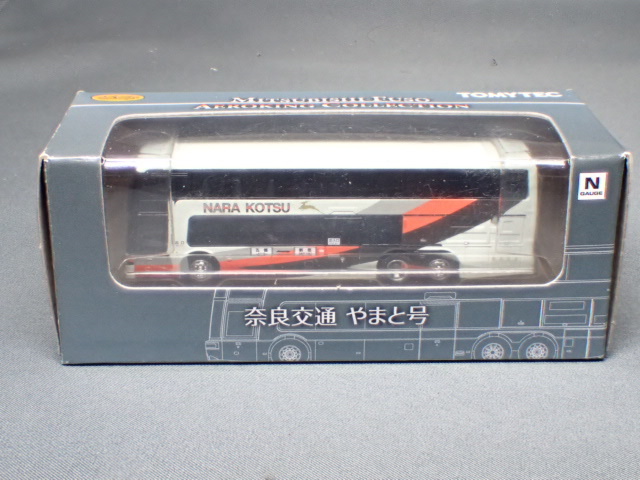 MITSUBISHI FUSO
AEROKING COLLECTION
TOMYTEC
N
GAUGE
NARA KOTSU
奈良交通 やまと号